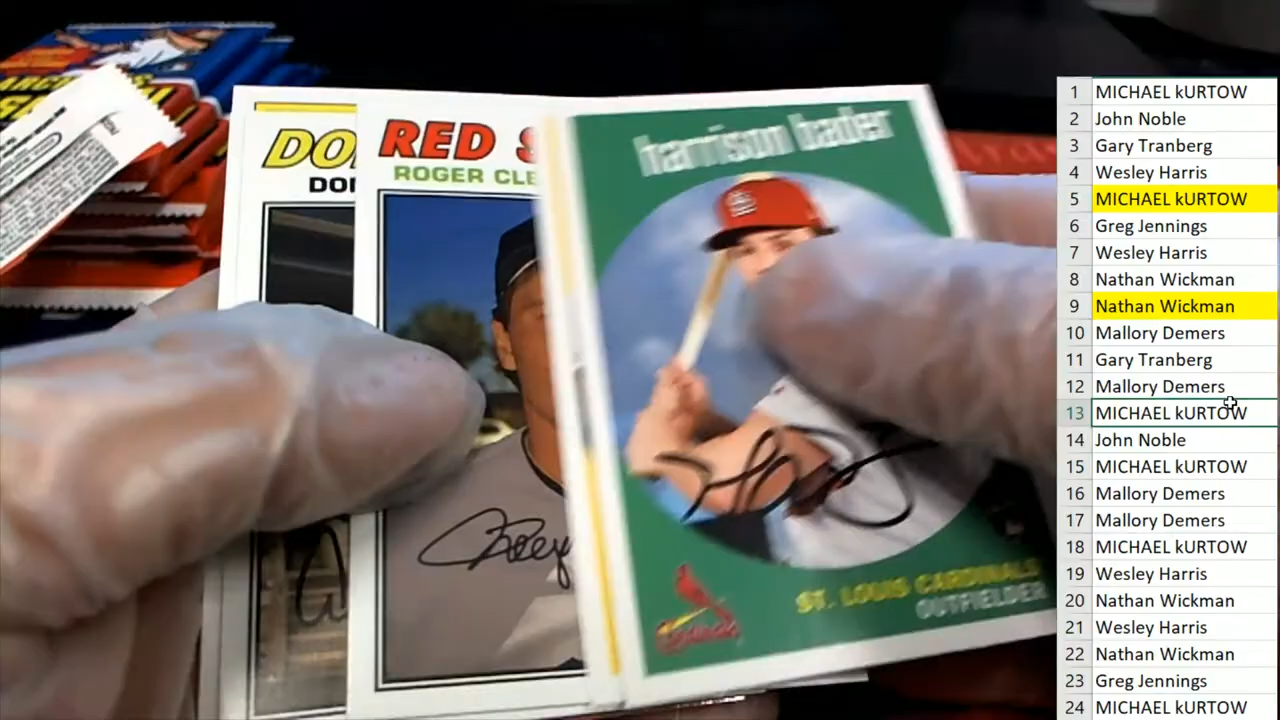 harrison bader
DO
RED S
ROGER CLE
ST. LOUIS CARDINALS
OUTFIELDER
Cardinals
1 MICHAEL kURTOW
2 John Noble
3 Gary Tranberg
4 Wesley Harris
5 MICHAEL kURTOW
6 Greg Jennings
7 Wesley Harris
8 Nathan Wickman
9 Nathan Wickman
10 Mallory Demers
11 Gary Tranberg
12 Mallory Demers
13 MICHAEL kURTOW
14 John Noble
15 MICHAEL kURTOW
16 Mallory Demers
17 Mallory Demers
18 MICHAEL kURTOW
19 Wesley Harris
20 Nathan Wickman
21 Wesley Harris
22 Nathan Wickman
23 Greg Jennings
24 MICHAEL kURTOW